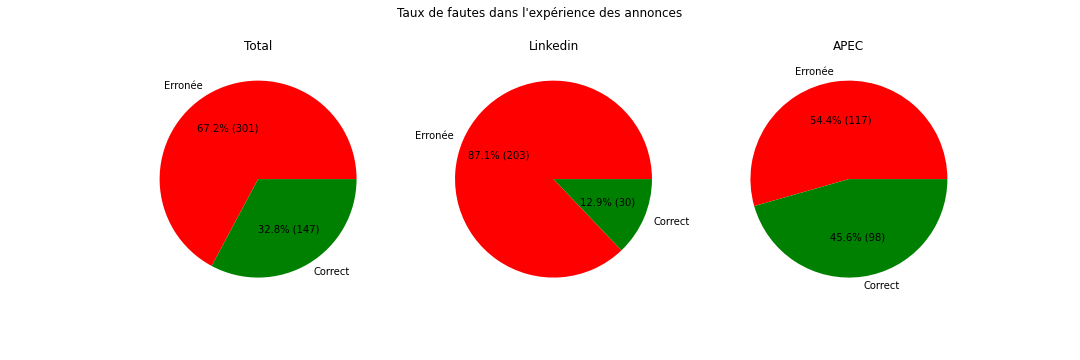 Taux de fautes dans l'expérience des annonces
Total
Erronée
67.2% (301)
32.8% (147)
Correct
Linkedin
Erronée
87.1% (203)
12.9% (30)
Correct
APEC
Erronée
54.4% (117)
45.6% (98)
Correct